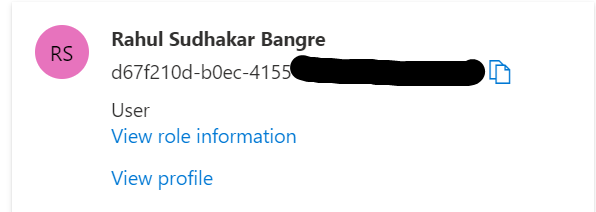 RS
Rahul Sudhakar Bangre
d67f210d-b0ec-4155
User
View role information
View profile